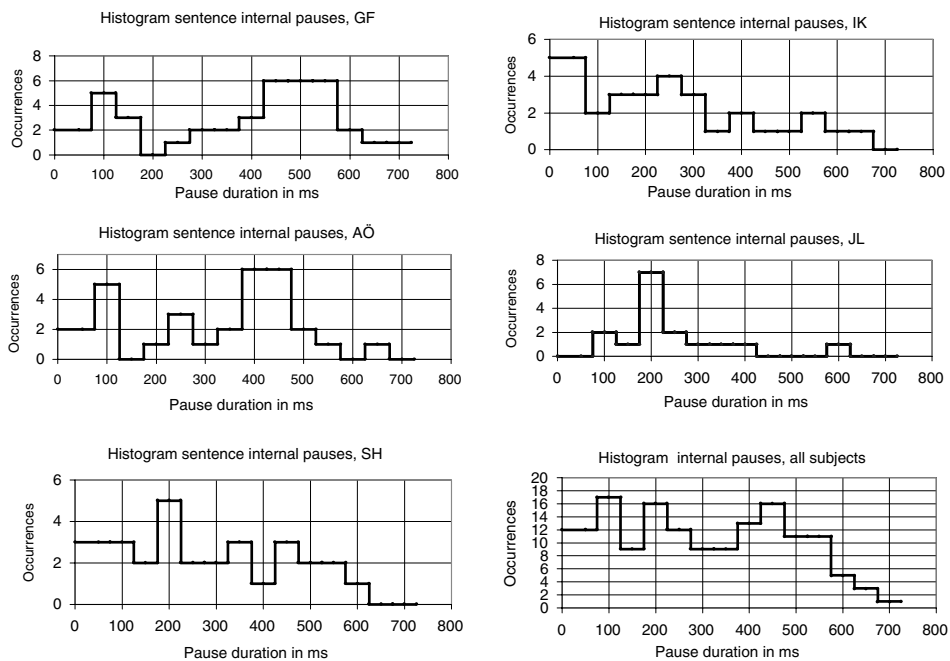 Histogram sentence internal pauses, GF
Occurrences
8
6
4
2
0
0 100 200 300 400 500 600 700 800
Pause duration in ms
Histogram sentence internal pauses, IK
Occurrences
6
4
2
0
0 100 200 300 400 500 600 700 800
Pause duration in ms
Histogram sentence internal pauses, AÖ
Occurrences
6
4
2
0
0 100 200 300 400 500 600 700 800
Pause duration in ms
Histogram sentence internal pauses, JL
Occurrences
8
6
4
2
0
0 100 200 300 400 500 600 700 800
Pause duration in ms
Histogram sentence internal pauses, SH
Occurrences
6
4
2
0
0 100 200 300 400 500 600 700 800
Pause duration in ms
Histogram internal pauses, all subjects
Occurrences
20
18
16
14
12
10
8
6
4
2
0
0 100 200 300 400 500 600 700 800
Pause duration in ms